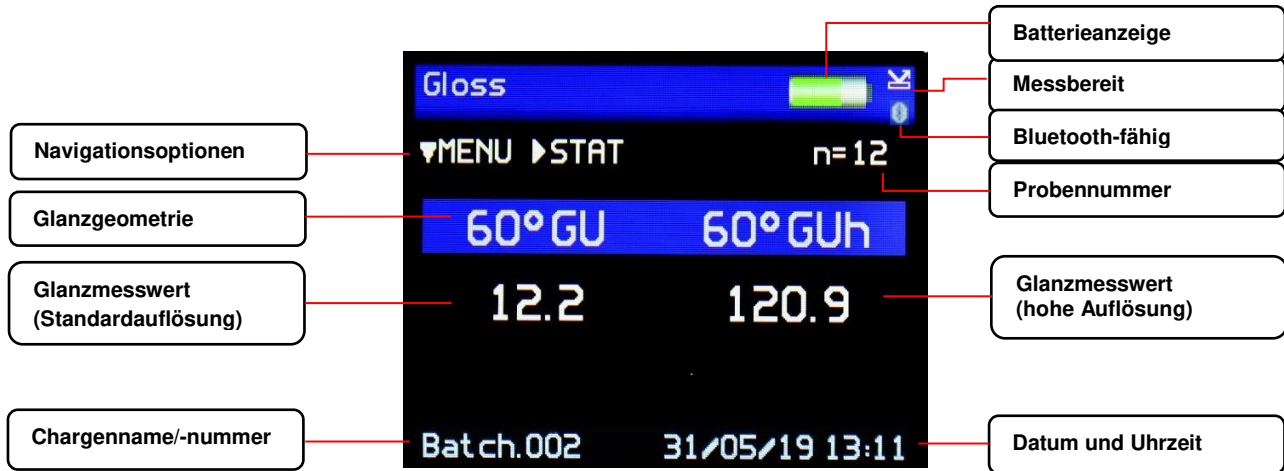 Batterieanzeige
Messbereit
Bluetooth-fähig
Probennummer
Navigationsoptionen
Glanzgeometrie
Glanzmesswert
(Standardauflösung)
Glanzmesswert
(hohe Auflösung)
Chargenname/-nummer
Datum und Uhrzeit
Gloss
▼MENU ▶STAT n=12
60°GU 60°GUh
12.2 120.9
Batch.002 31/05/19 13:11